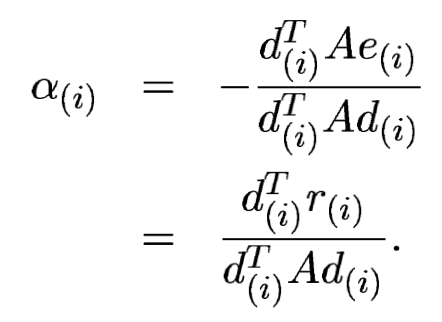 α_(i) = − d_(i)^T A e_(i) / d_(i)^T A d_(i)
= d_(i)^T r_(i) / d_(i)^T A d_(i) .